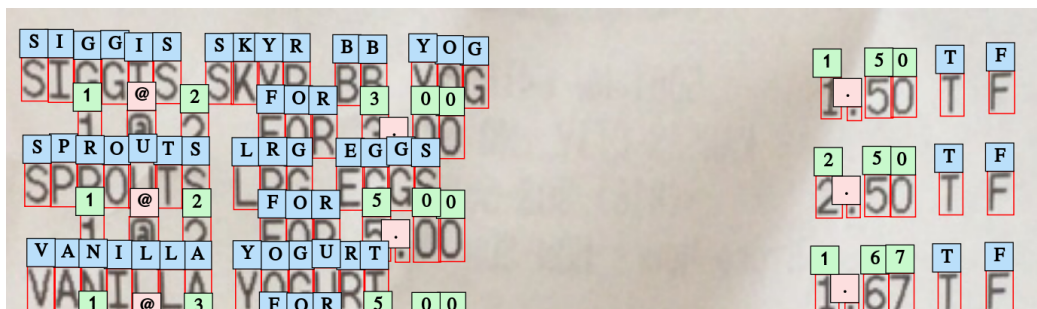 SIGGIS SKYR BB YOG 1.50 T F
1 @ 2 FOR 3.00
SPROUTS LRG EGGS 2.50 T F
1 @ 2 FOR 5.00
VANILLA YOGURT 1.67 T F
1 @ 3 FOR 5 00